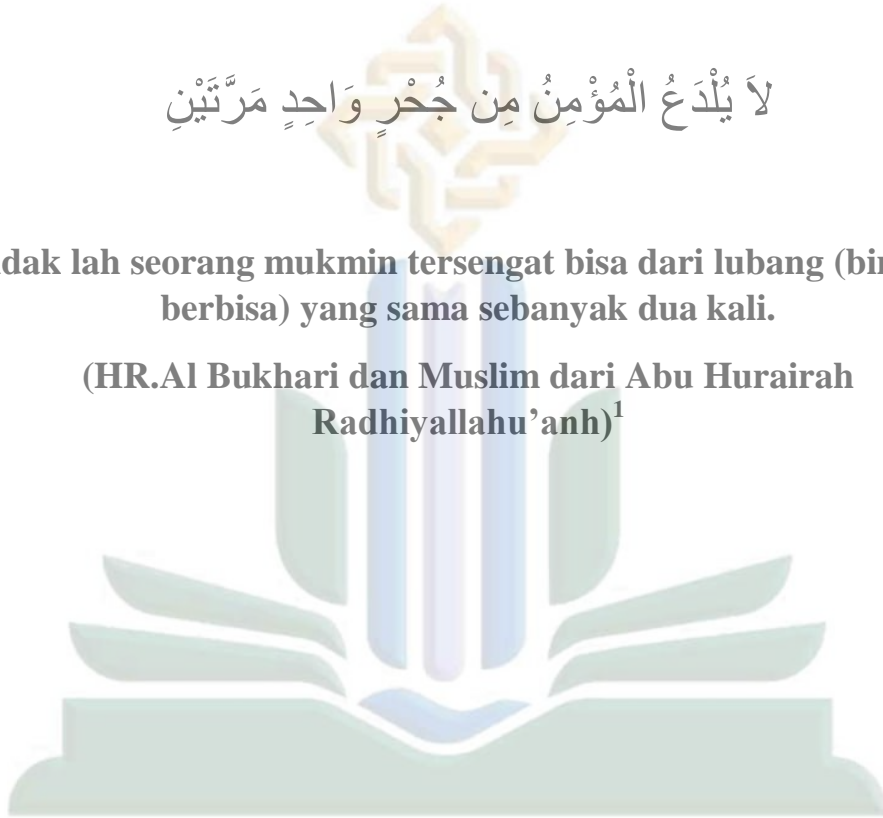 لاَ يُلْدَعُ الْمُؤْمِنُ مِن جُحْرٍ وَاحِدٍ مَرَّتَيْنِ
dak lah seorang mukmin tersengat bisa dari lubang (bin
berbisa) yang sama sebanyak dua kali.
(HR.Al Bukhari dan Muslim dari Abu Hurairah
Radhiyallahu’anh)1